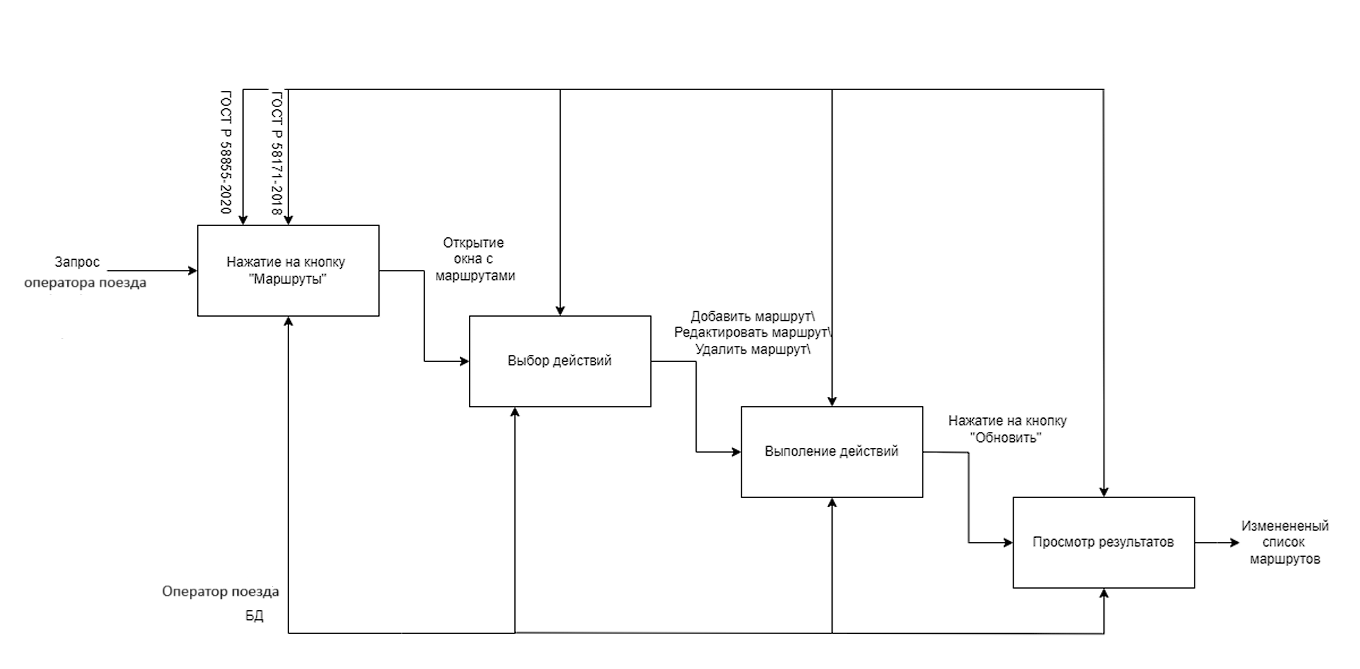 ГОСТ Р 58855-2020
ГОСТ Р 58171-2018
Запрос
оператора поезда
Нажатие на кнопку
"Маршруты"
Открытие
окна с
маршрутами
Выбор действий
Добавить маршрут\
Редактировать маршрут\
Удалить маршрут\
Выполение действий
Нажатие на кнопку
"Обновить"
Просмотр результатов
Изменененый
список
маршрутов
Оператор поезда
БД